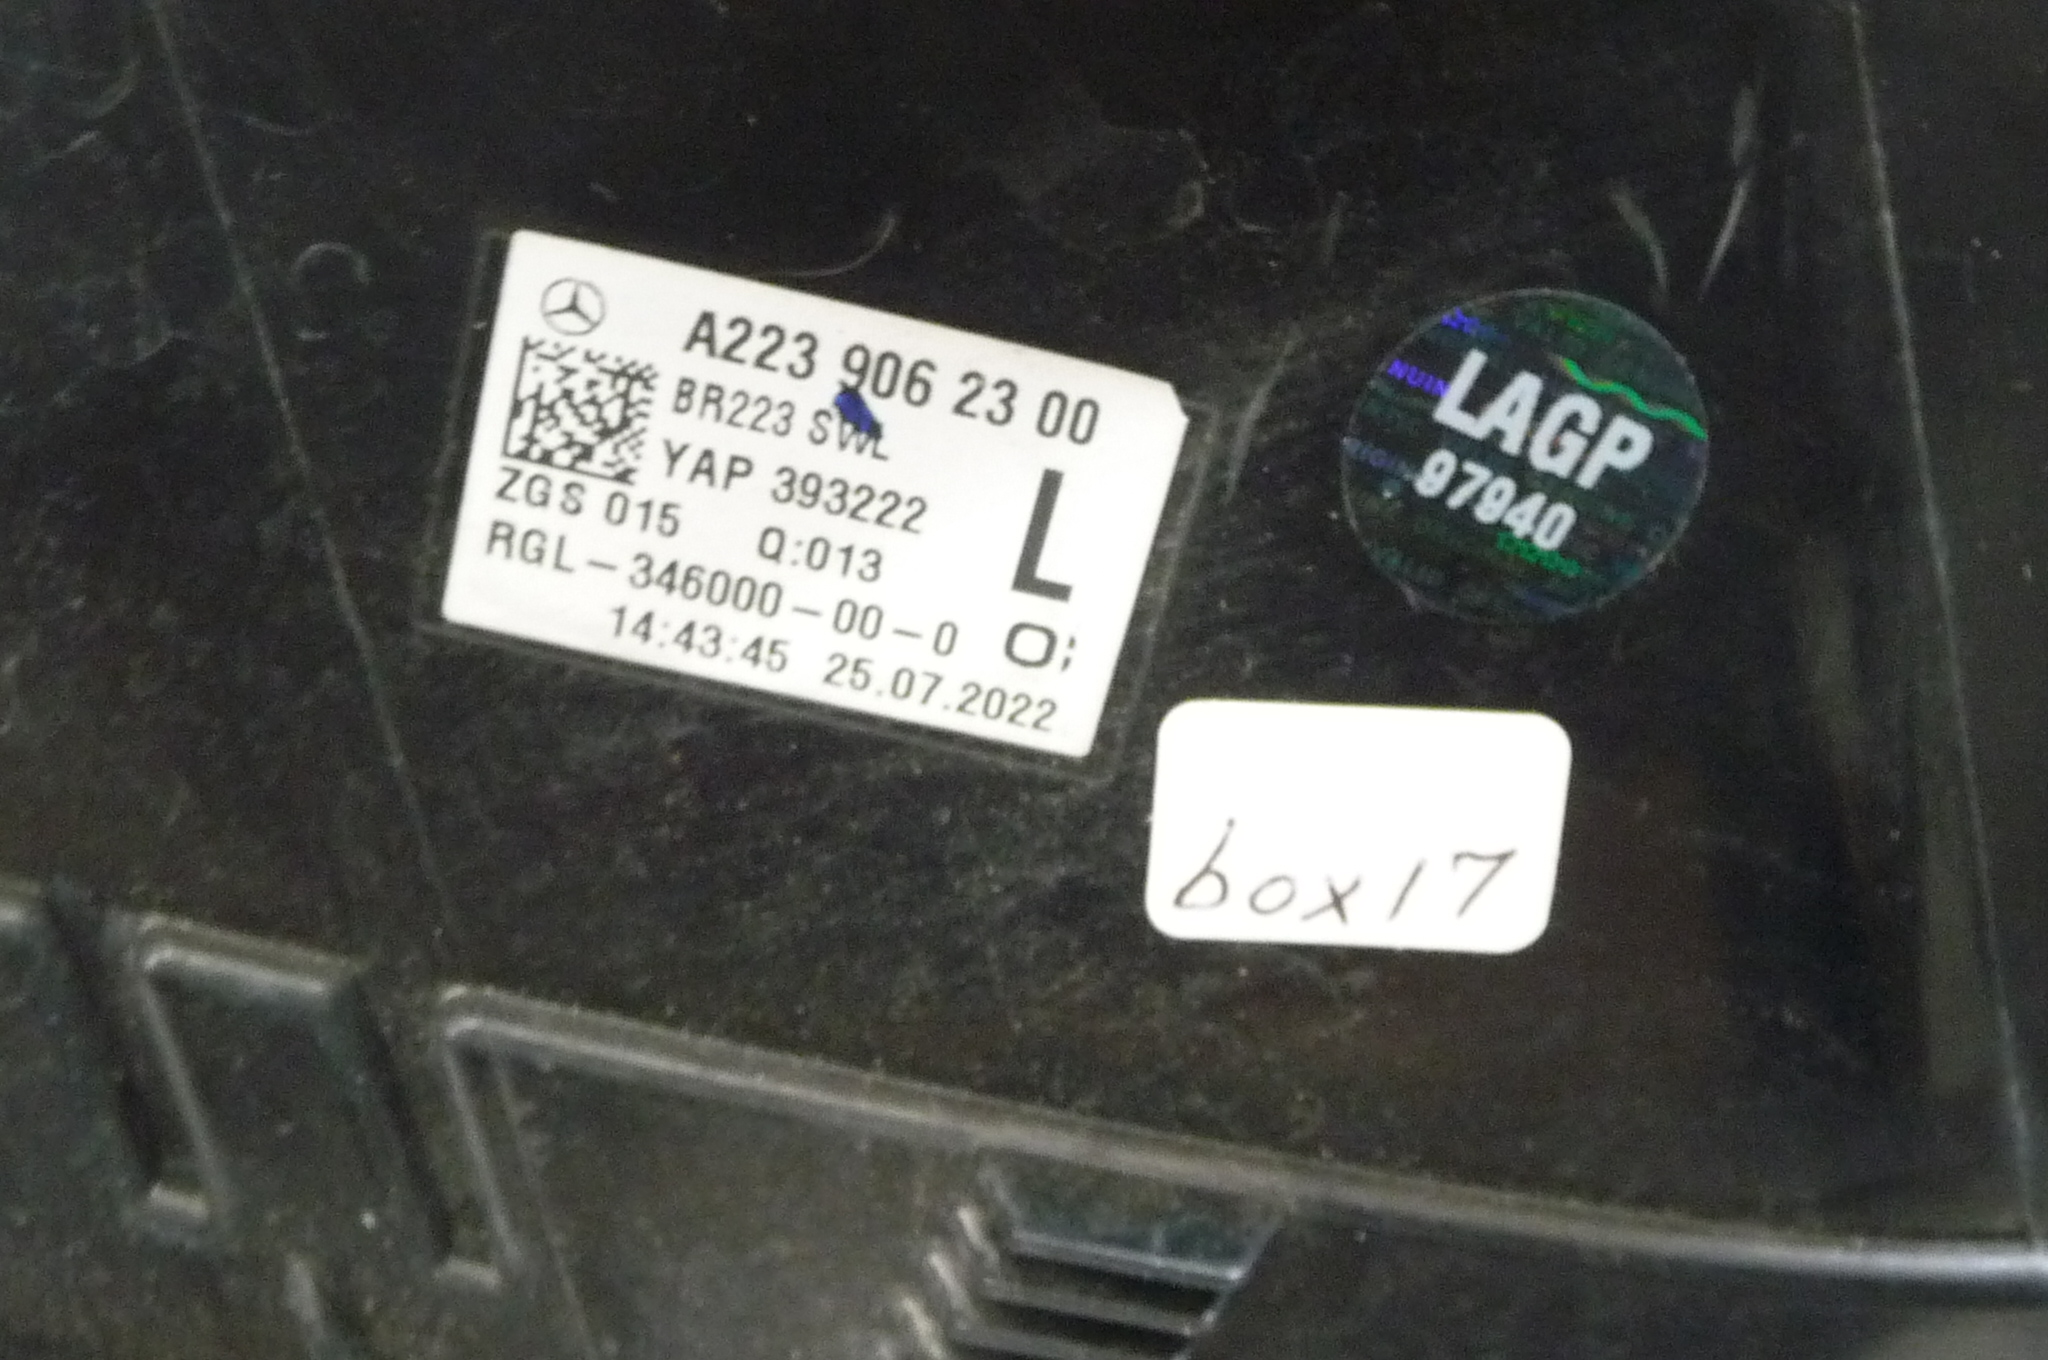 A223 906 23 00
BR223 SWL
YAP 393222
ZGS 015 Q:013
L
RGL-346000-00-0
O;
14:43:45 25.07.2022
LAGP
97940
box17